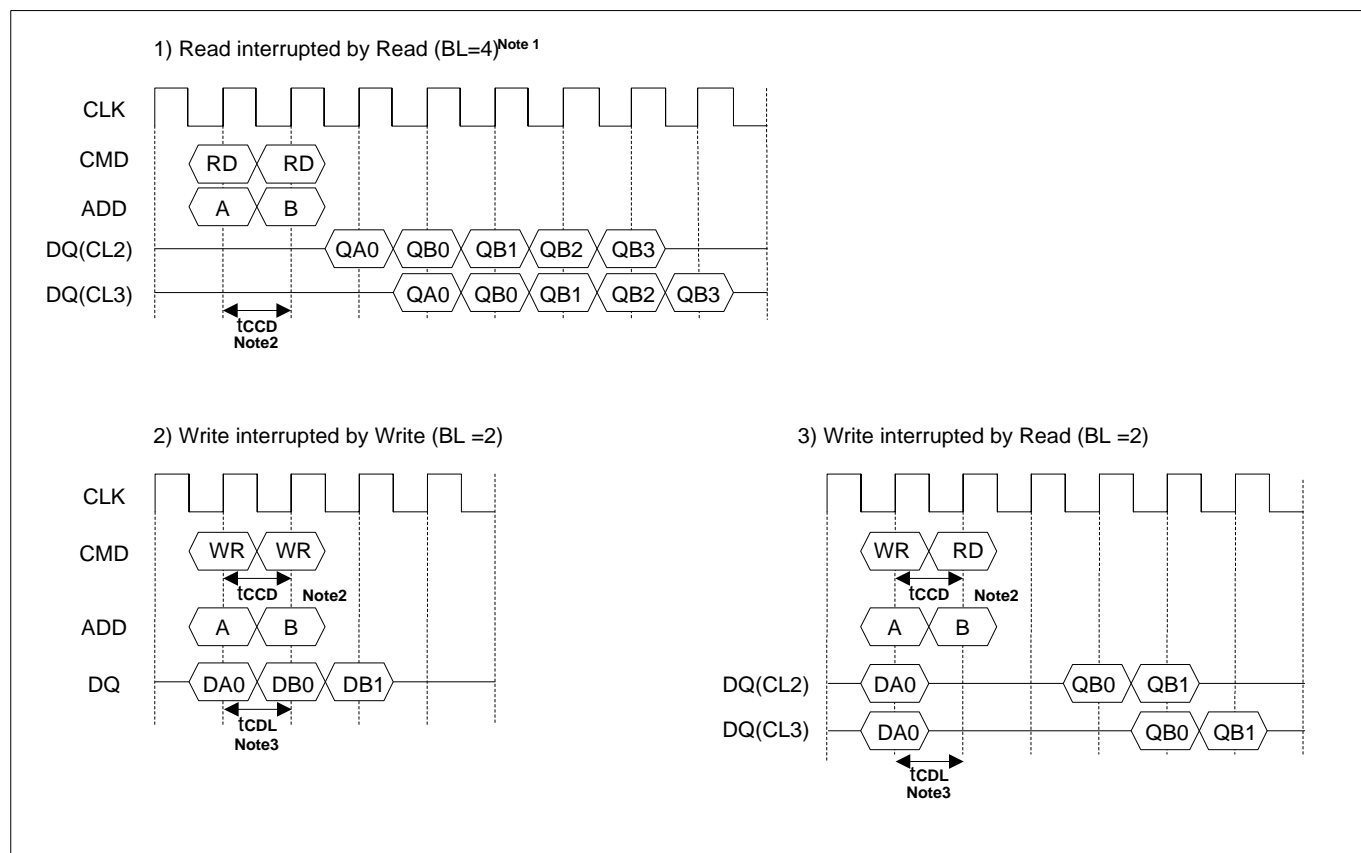 1) Read interrupted by Read (BL=4)Note 1
CLK
CMD RD RD
ADD A B
DQ(CL2) QA0 QB0 QB1 QB2 QB3
DQ(CL3) QA0 QB0 QB1 QB2 QB3
tCCD
Note2
2) Write interrupted by Write (BL =2)
CLK
CMD WR WR
tCCD Note2
ADD A B
DQ DA0 DB0 DB1
tCDL
Note3
3) Write interrupted by Read (BL =2)
WR RD
tCCD Note2
A B
DQ(CL2) DA0 QB0 QB1
DQ(CL3) DA0 QB0 QB1
tCDL
Note3